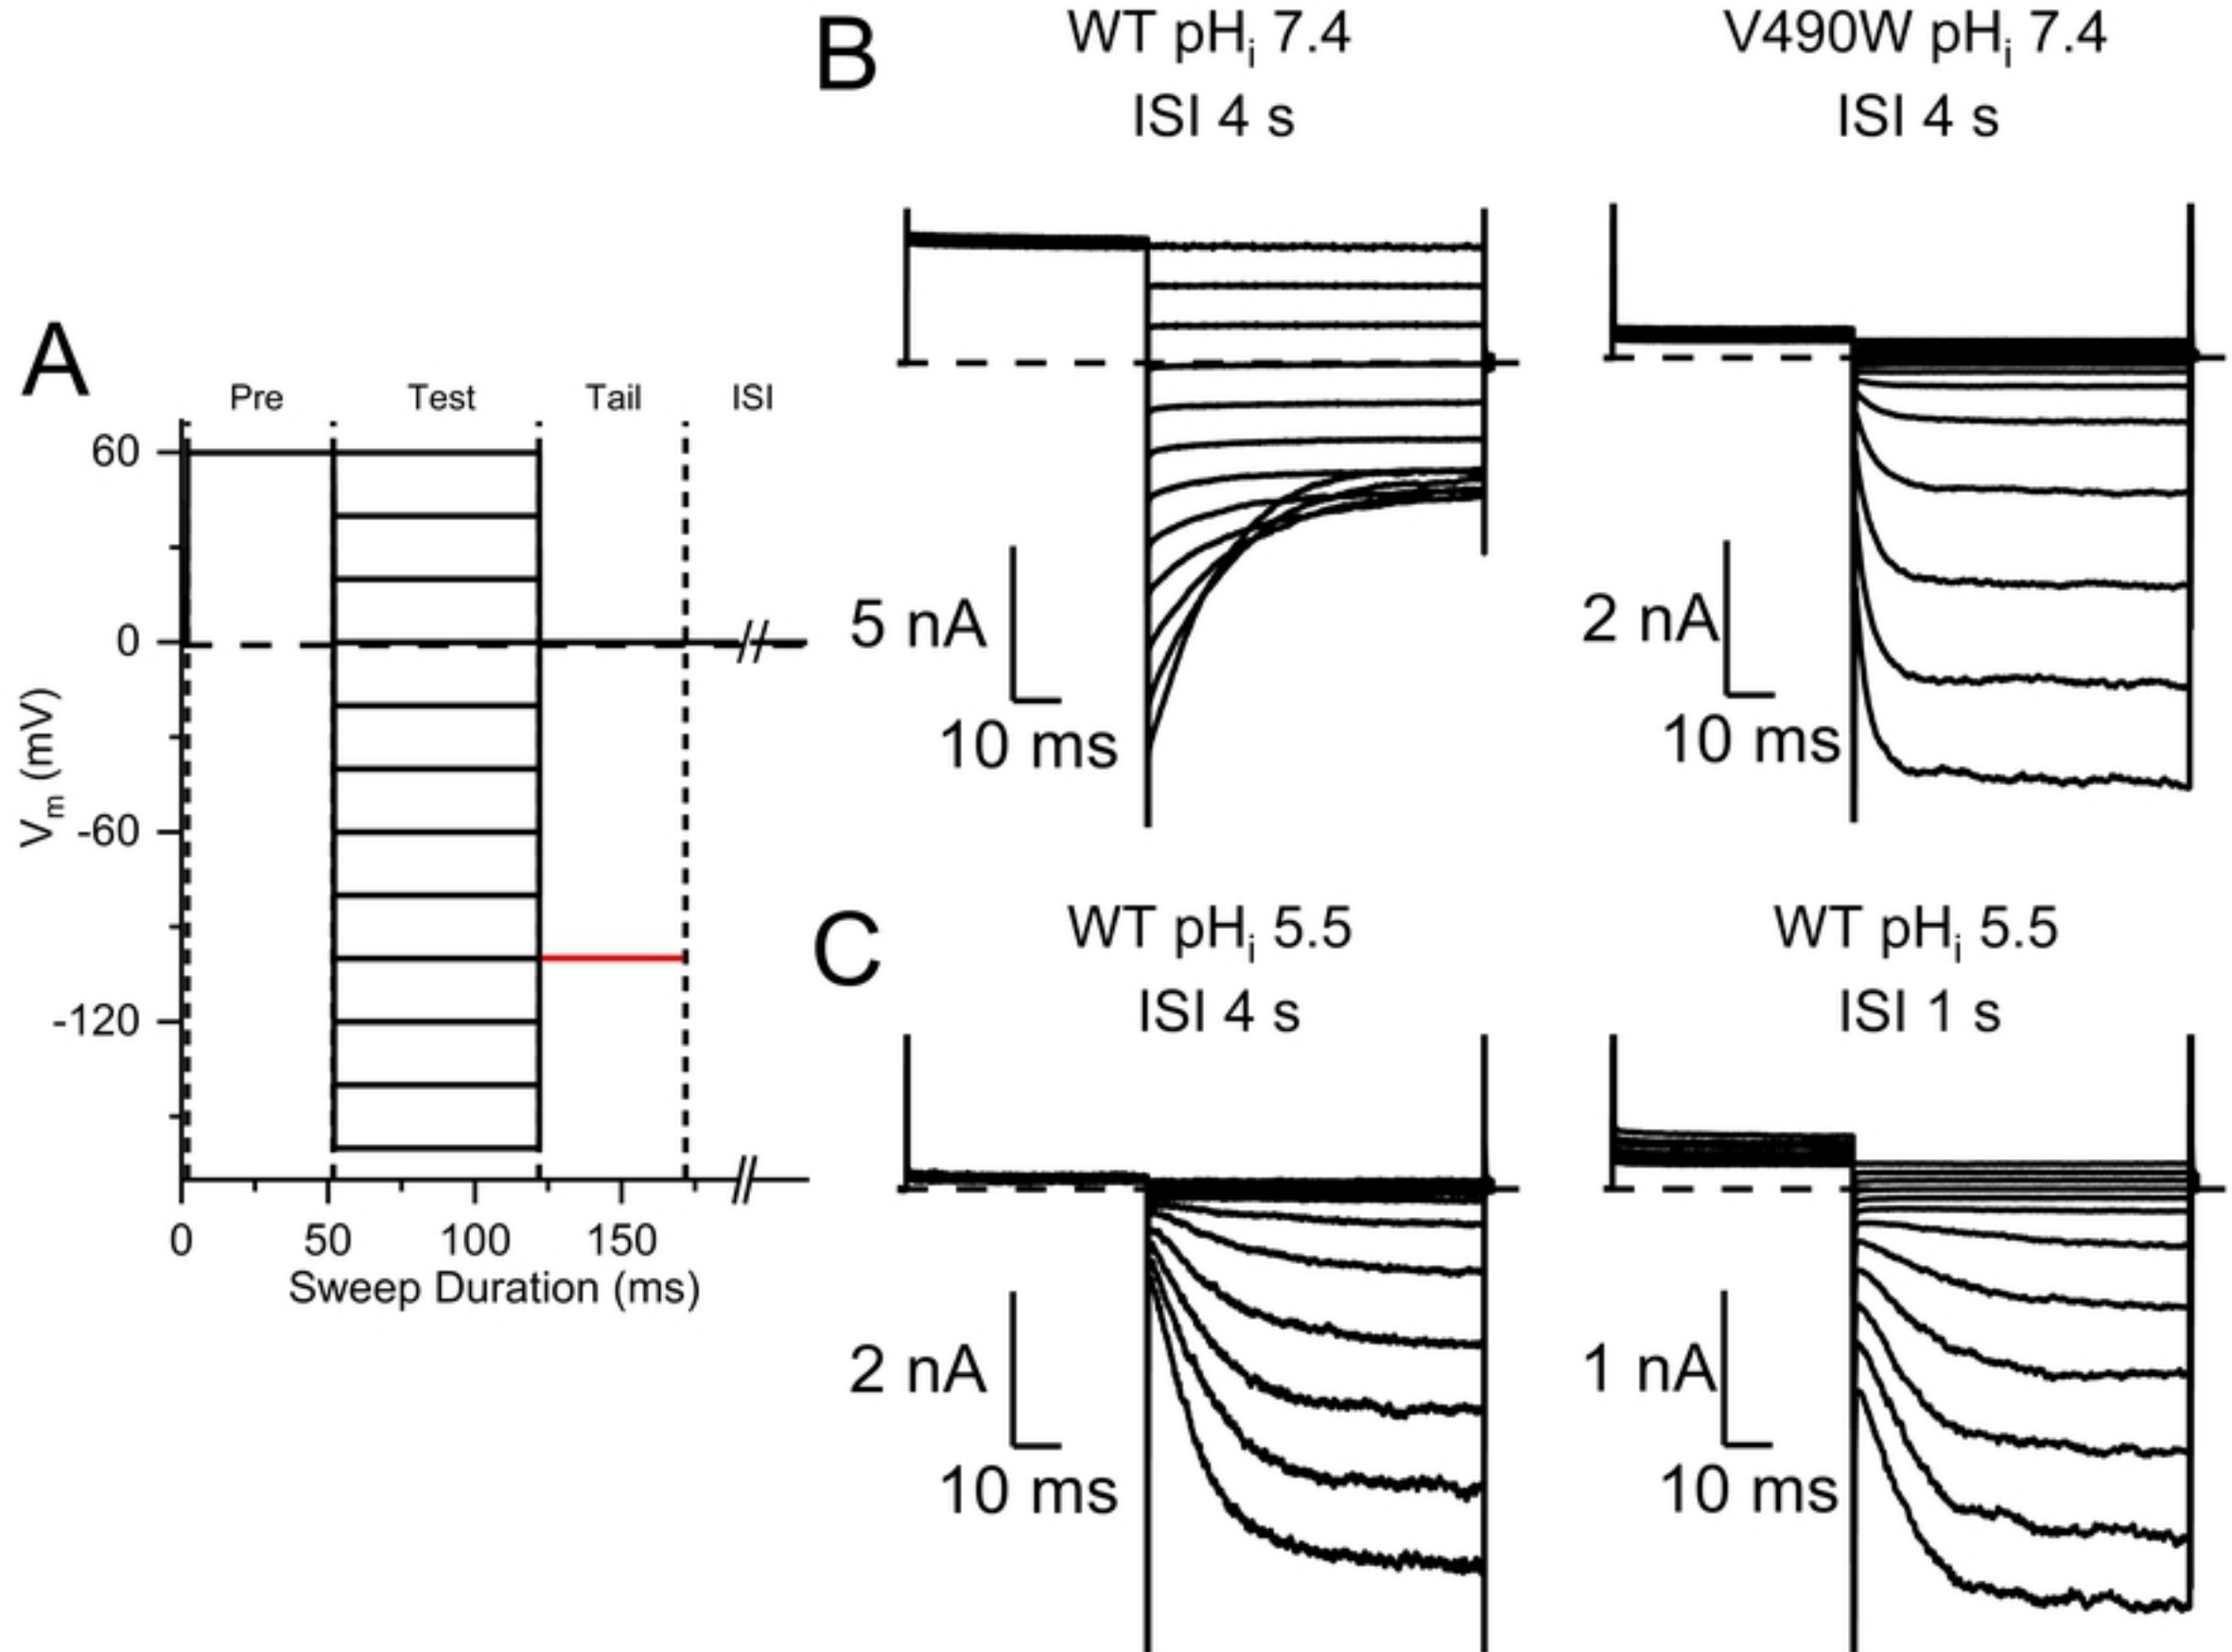 A
Pre Test Tail ISI
60
0
-60
-120
Vm (mV)
0 50 100 150
Sweep Duration (ms)
B
WT pHi 7.4
ISI 4 s
5 nA
10 ms
V490W pHi 7.4
ISI 4 s
2 nA
10 ms
C
WT pHi 5.5
ISI 4 s
2 nA
10 ms
WT pHi 5.5
ISI 1 s
1 nA
10 ms